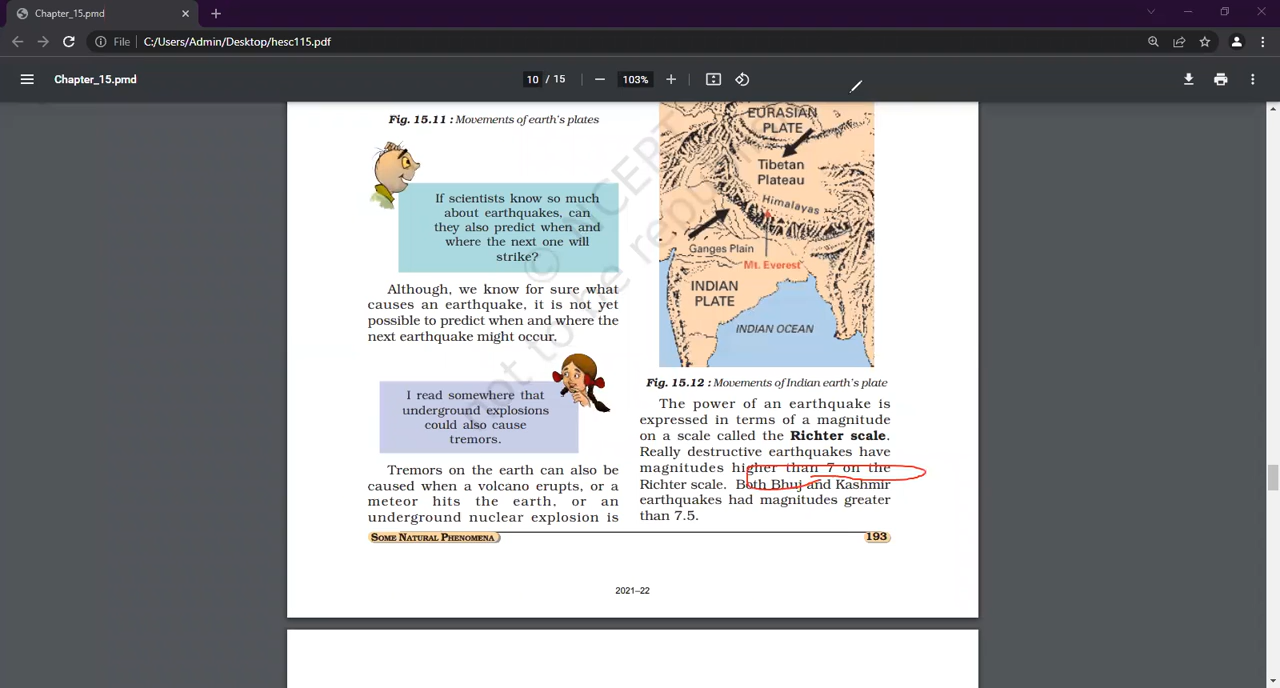 Chapter_15.pmd
File
C:/Users/Admin/Desktop/hesc115.pdf
Chapter_15.pmd
10 / 15
103%
Fig. 15.11 : Movements of earth's plates
If scientists know so much
about earthquakes, can
they also predict when and
where the next one will
strike?
Although, we know for sure what
causes an earthquake, it is not yet
possible to predict when and where the
next earthquake might occur.
I read somewhere that
underground explosions
could also cause
tremors.
Tremors on the earth can also be
caused when a volcano erupts, or a
meteor hits the earth, or an
underground nuclear explosion is
EURASIAN
PLATE
Tibetan
Plateau
Himalayas
Ganges Plain
Mt. Everest
INDIAN
PLATE
INDIAN OCEAN
Fig. 15.12 : Movements of Indian earth's plate
The power of an earthquake is
expressed in terms of a magnitude
on a scale called the Richter scale.
Really destructive earthquakes have
magnitudes higher than 7 on the
Richter scale. Both Bhuj and Kashmir
earthquakes had magnitudes greater
than 7.5.
SOME NATURAL PHENOMENA
193
2021–22
© NCERT
not to be republished